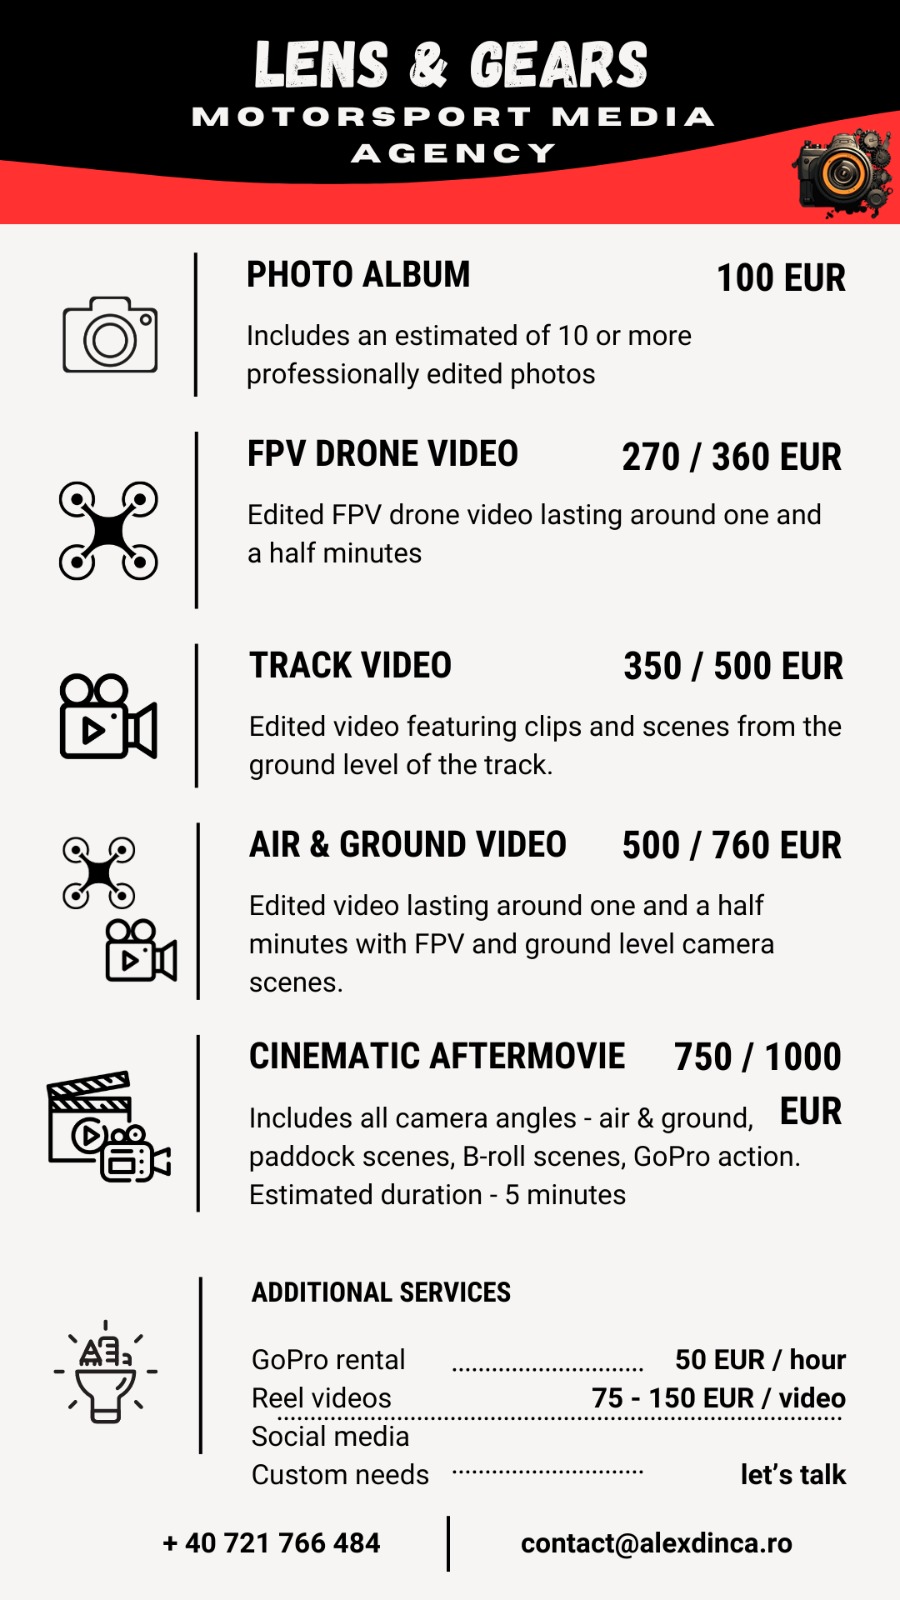 LENS & GEARS
MOTORSPORT MEDIA
AGENCY
PHOTO ALBUM
100 EUR
Includes an estimated of 10 or more
professionally edited photos
FPV DRONE VIDEO
270 / 360 EUR
Edited FPV drone video lasting around one and
a half minutes
TRACK VIDEO
350 / 500 EUR
Edited video featuring clips and scenes from the
ground level of the track.
AIR & GROUND VIDEO
500 / 760 EUR
Edited video lasting around one and a half
minutes with FPV and ground level camera
scenes.
CINEMATIC AFTERMOVIE
750 / 1000
EUR
Includes all camera angles - air & ground,
paddock scenes, B-roll scenes, GoPro action.
Estimated duration - 5 minutes
ADDITIONAL SERVICES
GoPro rental ........................ 50 EUR / hour
Reel videos 75 - 150 EUR / video
Social media
Custom needs ........................ let’s talk
+ 40 721 766 484
contact@alexdinca.ro